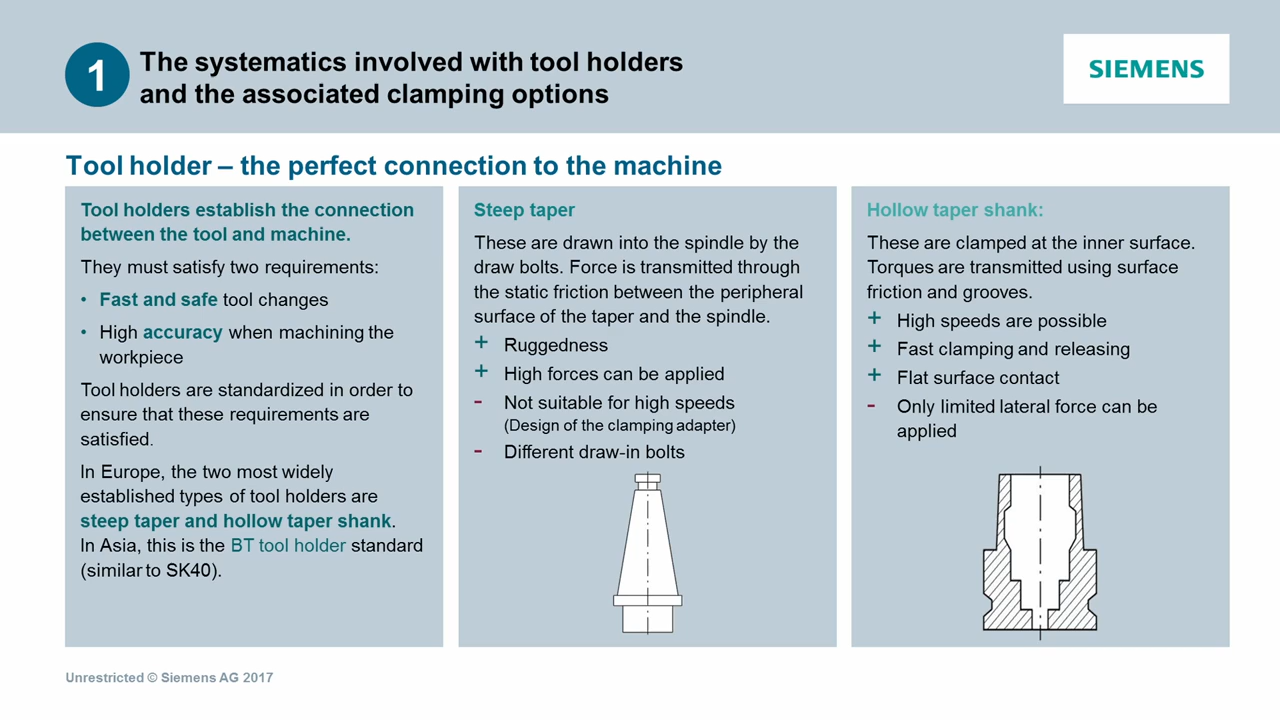 1
The systematics involved with tool holders
and the associated clamping options
SIEMENS
Tool holder – the perfect connection to the machine
Tool holders establish the connection
between the tool and machine.
They must satisfy two requirements:
• Fast and safe tool changes
• High accuracy when machining the
workpiece
Tool holders are standardized in order to
ensure that these requirements are
satisfied.
In Europe, the two most widely
established types of tool holders are
steep taper and hollow taper shank.
In Asia, this is the BT tool holder standard
(similar to SK40).
Steep taper
These are drawn into the spindle by the
draw bolts. Force is transmitted through
the static friction between the peripheral
surface of the taper and the spindle.
+ Ruggedness
+ High forces can be applied
- Not suitable for high speeds
(Design of the clamping adapter)
- Different draw-in bolts
Hollow taper shank:
These are clamped at the inner surface.
Torques are transmitted using surface
friction and grooves.
+ High speeds are possible
+ Fast clamping and releasing
+ Flat surface contact
- Only limited lateral force can be
applied
Unrestricted © Siemens AG 2017